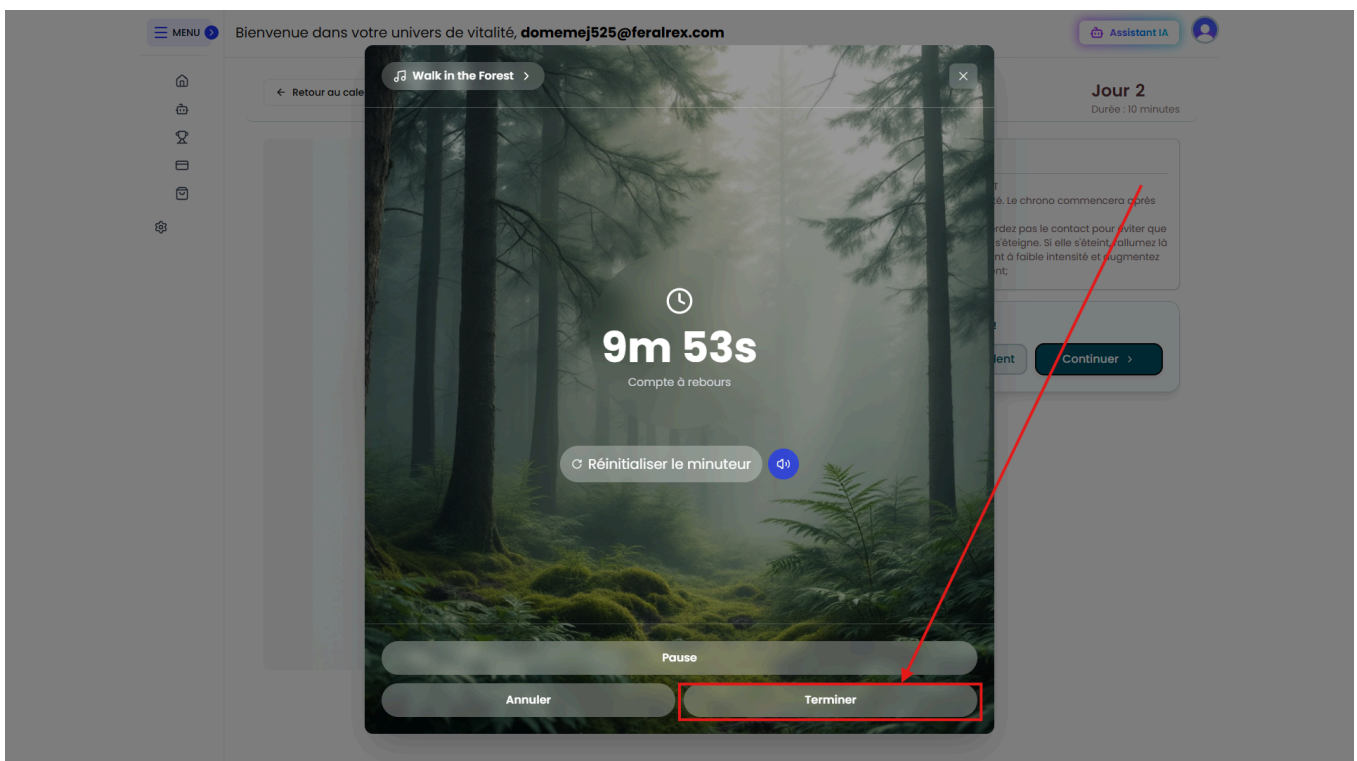 MENU
Bienvenue dans votre univers de vitalité, domemej525@feralrex.com
Assistant IA
Walk in the Forest
← Retour au cale
Jour 2
Durée : 10 minutes
T
té. Le chrono commencera après
rdez pas le contact pour éviter que
s'éteigne. Si elle s'éteint, rallumez là
nt à faible intensité et augmentez
ent;
9m 53s
Compte à rebours
!
lent
Continuer >
Réinitialiser le minuteur
Pause
Annuler
Terminer